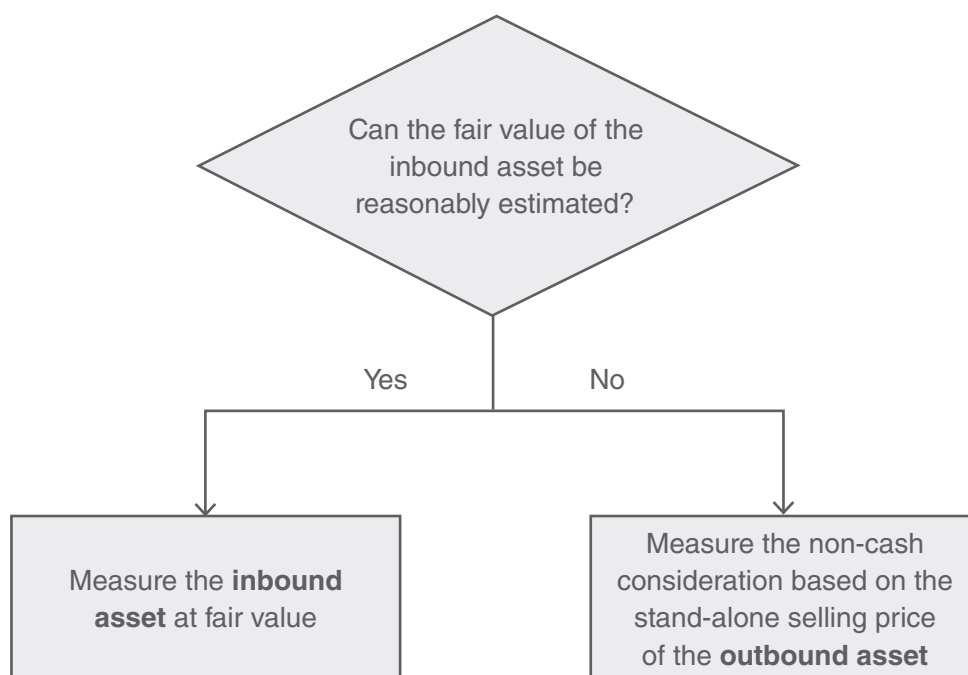 Can the fair value of the
inbound asset be
reasonably estimated?
Yes
No
Measure the inbound
asset at fair value
Measure the non-cash
consideration based on the
stand-alone selling price
of the outbound asset